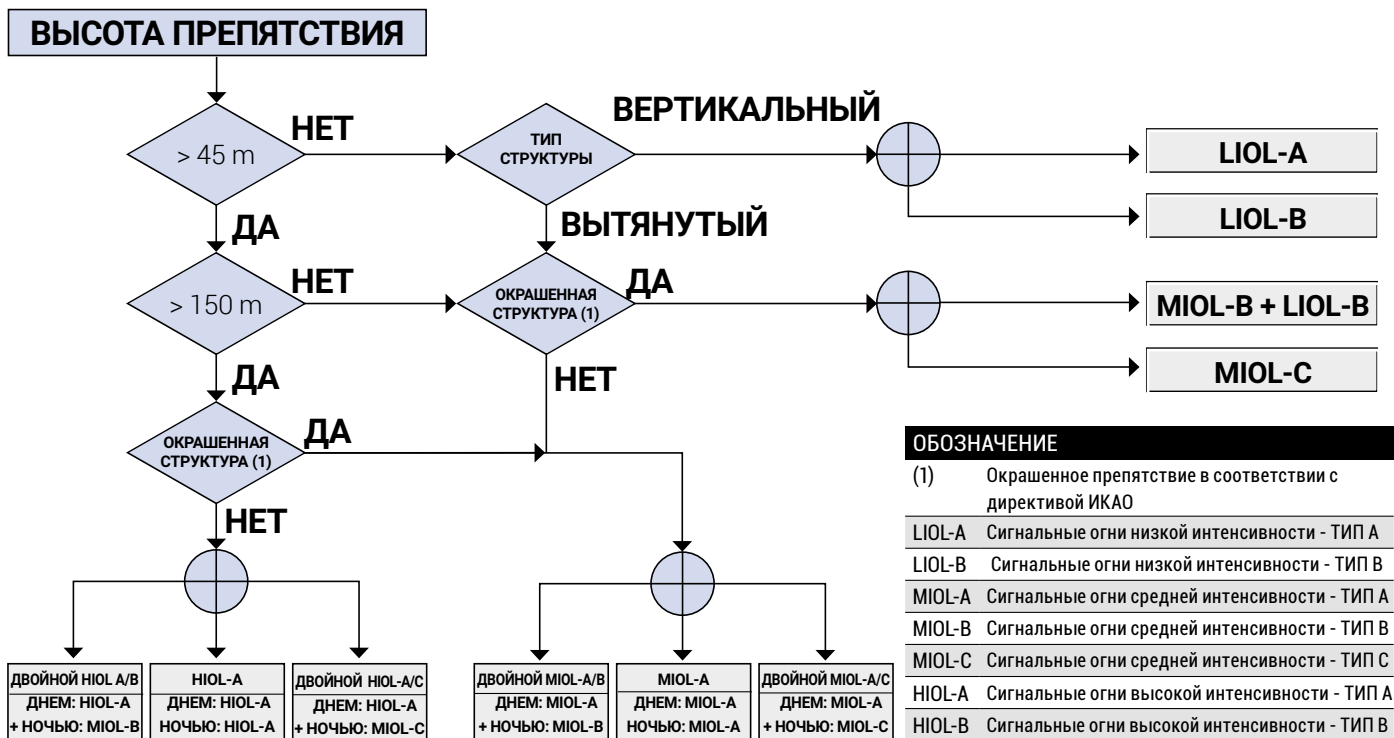 ВЫСОТА ПРЕПЯТСТВИЯ
> 45 m
НЕТ
ТИП
СТРУКТУРЫ
ВЕРТИКАЛЬНЫЙ
LIOL-A
LIOL-B
ДА
ВЫТЯНУТЫЙ
> 150 m
НЕТ
ОКРАШЕННАЯ
СТРУКТУРА (1)
ДА
MIOL-B + LIOL-B
MIOL-C
ДА
НЕТ
ОКРАШЕННАЯ
СТРУКТУРА (1)
ДА
НЕТ
ДВОЙНОЙ HIOL A/B
ДНЕМ: HIOL-A
+ НОЧЬЮ: MIOL-B
HIOL-A
ДНЕМ: HIOL-A
НОЧЬЮ: HIOL-A
ДВОЙНОЙ HIOL-A/C
ДНЕМ: HIOL-A
+ НОЧЬЮ: MIOL-C
ДВОЙНОЙ MIOL-A/B
ДНЕМ: MIOL-A
+ НОЧЬЮ: MIOL-B
MIOL-A
ДНЕМ: MIOL-A
НОЧЬЮ: MIOL-A
ДВОЙНОЙ MIOL-A/C
ДНЕМ: MIOL-A
+ НОЧЬЮ: MIOL-C
ОБОЗНАЧЕНИЕ
(1) Окрашенное препятствие в соответствии с
директивой ИКАО
LIOL-A Сигнальные огни низкой интенсивности - ТИП A
LIOL-B Сигнальные огни низкой интенсивности - ТИП B
MIOL-A Сигнальные огни средней интенсивности - ТИП A
MIOL-B Сигнальные огни средней интенсивности - ТИП B
MIOL-C Сигнальные огни средней интенсивности - ТИП C
HIOL-A Сигнальные огни высокой интенсивности - ТИП A
HIOL-B Сигнальные огни высокой интенсивности - ТИП B